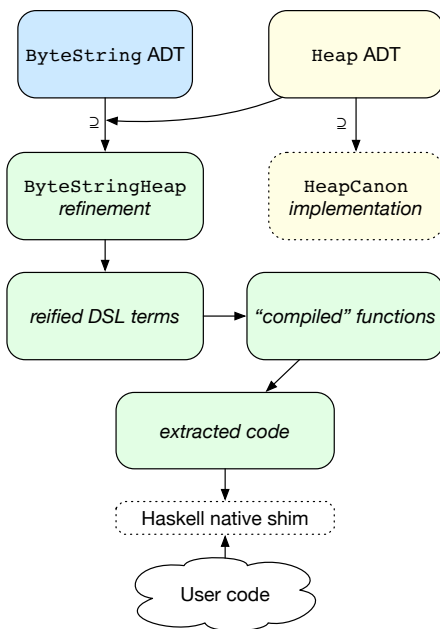 ByteString ADT
Heap ADT
⊇
⊇
ByteStringHeap
refinement
HeapCanon
implementation
reified DSL terms
“compiled” functions
extracted code
Haskell native shim
User code